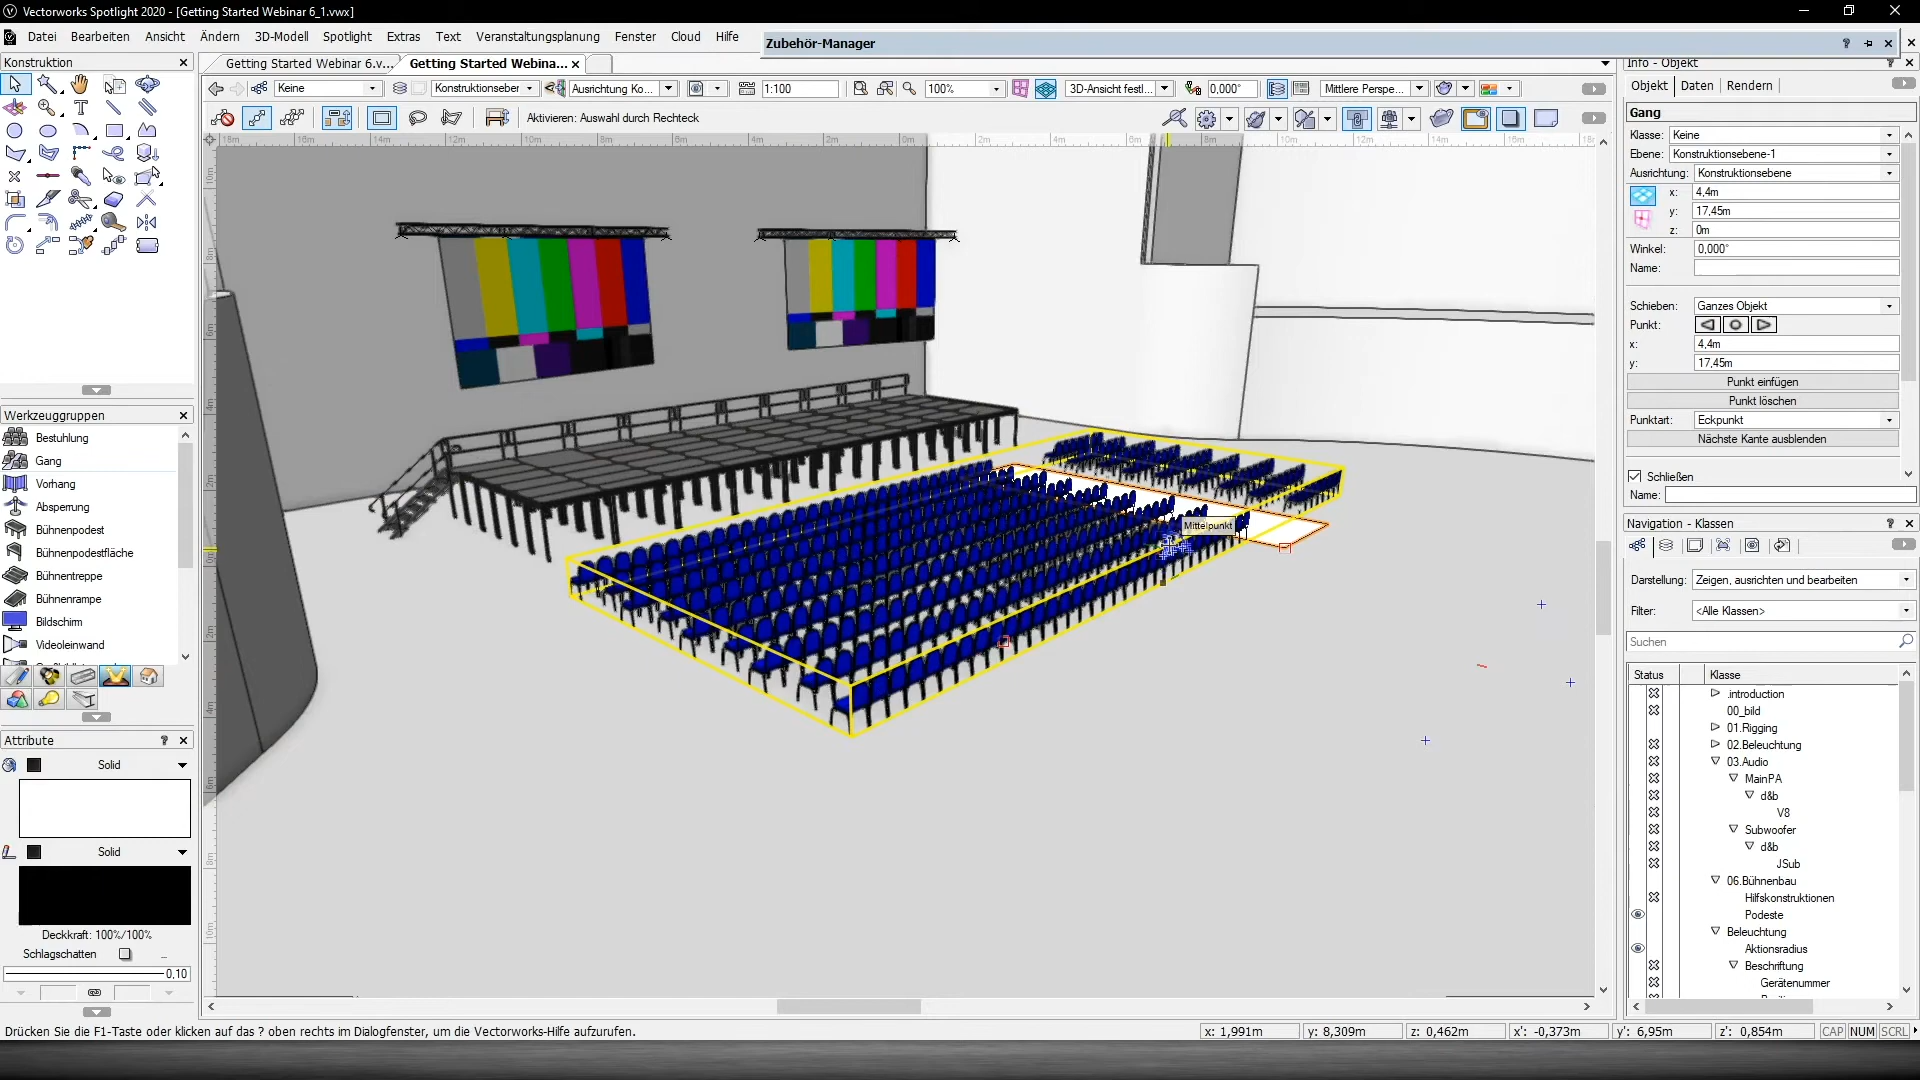 Vectorworks Spotlight 2020 - [Getting Started Webinar 6_1.vwx]
Datei Bearbeiten Ansicht Ändern 3D-Modell Spotlight Extras Text Veranstaltungsplanung Fenster Cloud Hilfe
Zubehör-Manager
Konstruktion
Getting Started Webinar 6.v...
Getting Started Webina...
Keine
Konstruktionseber
Ausrichtung Ko...
1:100
100%
3D-Ansicht festl...
0,000°
Mittlere Perspe...
Aktivieren: Auswahl durch Rechteck
Werkzeuggruppen
Bestuhlung
Gang
Vorhang
Absperrung
Bühnenpodest
Bühnenpodestfläche
Bühnentreppe
Bühnenrampe
Bildschirm
Videoleinwand
Attribute
Solid
Solid
Deckkraft: 100%/100%
Schlagschatten
0,10
Mittelpunkt
Info - Objekt
Objekt Daten Rendern
Gang
Klasse: Keine
Ebene: Konstruktionsebene-1
Ausrichtung: Konstruktionsebene
x: 4,4m
y: 17,45m
z: 0m
Winkel: 0,000°
Name:
Schieben: Ganzes Objekt
Punkt:
x: 4,4m
y: 17,45m
Punkt einfügen
Punkt löschen
Punktart: Eckpunkt
Nächste Kante ausblenden
Schließen
Name:
Navigation - Klassen
Darstellung: Zeigen, ausrichten und bearbeiten
Filter: <Alle Klassen>
Suchen
Status Klasse
.introduction
00_bild
01.Rigging
02.Beleuchtung
03.Audio
MainPA
d&b
V8
Subwoofer
d&b
JSub
06.Bühnenbau
Hilfskonstruktionen
Podeste
Beleuchtung
Aktionsradius
Beschriftung
Gerätenummer
Drücken Sie die F1-Taste oder klicken auf das ? oben rechts im Dialogfenster, um die Vectorworks-Hilfe aufzurufen.
x: 1,991m y: 8,309m z: 0,462m x': -0,373m y': 6,95m z': 0,854m CAP NUM SCRL